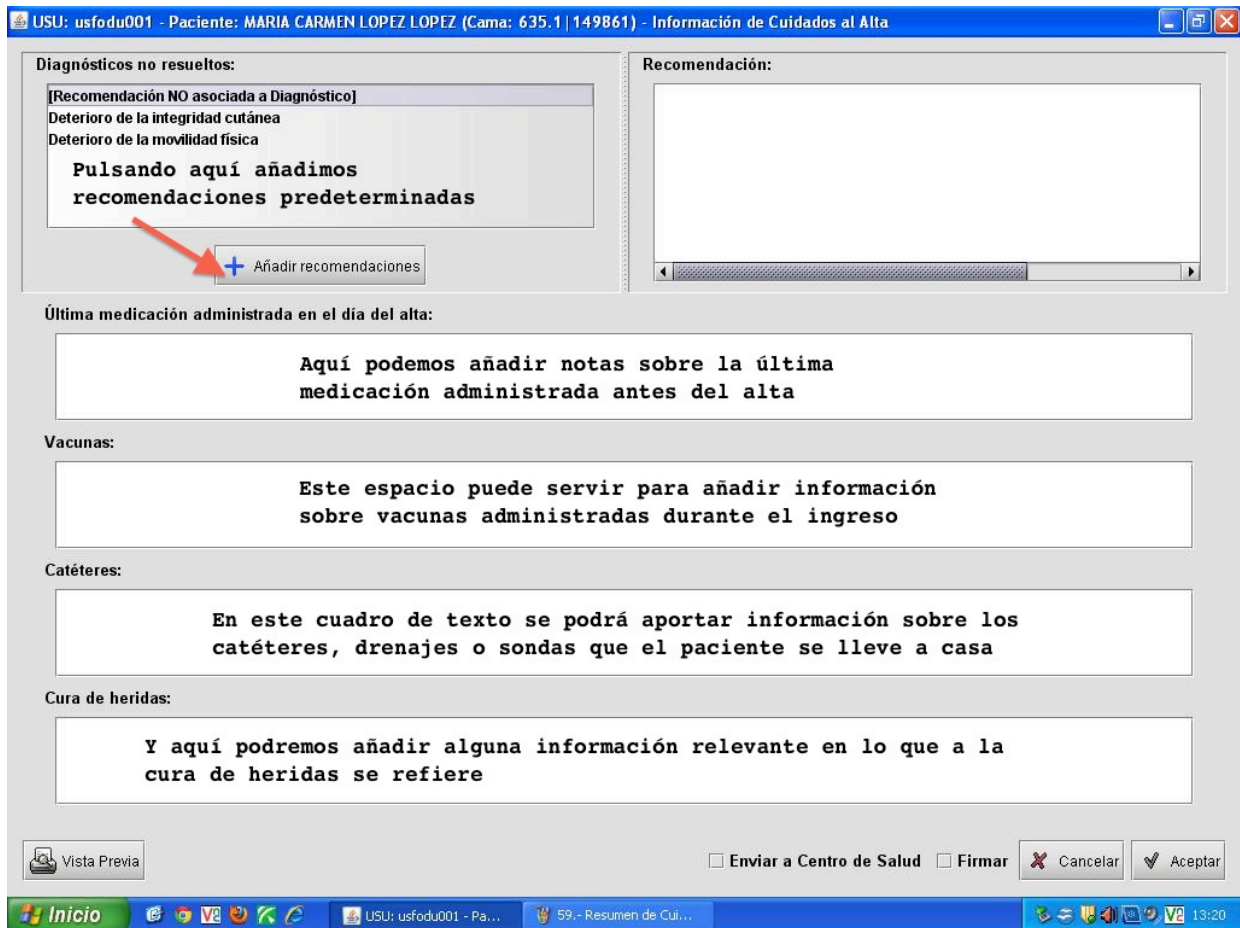 USU: usfodu001 - Paciente: MARIA CARMEN LOPEZ LOPEZ (Cama: 635.1|149861) - Información de Cuidados al Alta
Diagnósticos no resueltos:
[Recomendación NO asociada a Diagnóstico]
Deterioro de la integridad cutánea
Deterioro de la movilidad física
Pulsando aquí añadimos
recomendaciones predeterminadas
Añadir recomendaciones
Recomendación:
Última medicación administrada en el día del alta:
Aquí podemos añadir notas sobre la última
medicación administrada antes del alta
Vacunas:
Este espacio puede servir para añadir información
sobre vacunas administradas durante el ingreso
Catéteres:
En este cuadro de texto se podrá aportar información sobre los
catéteres, drenajes o sondas que el paciente se lleve a casa
Cura de heridas:
Y aquí podremos añadir alguna información relevante en lo que a la
cura de heridas se refiere
Vista Previa
Enviar a Centro de Salud
Firmar
Cancelar
Aceptar
Inicio
USU: usfodu001 - Pa...
59.- Resumen de Cui...
13:20